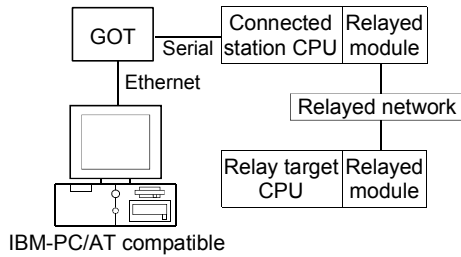 GOT
Serial
Connected
station CPU
Relayed
module
Ethernet
Relayed network
Relay target
CPU
Relayed
module
IBM-PC/AT compatible